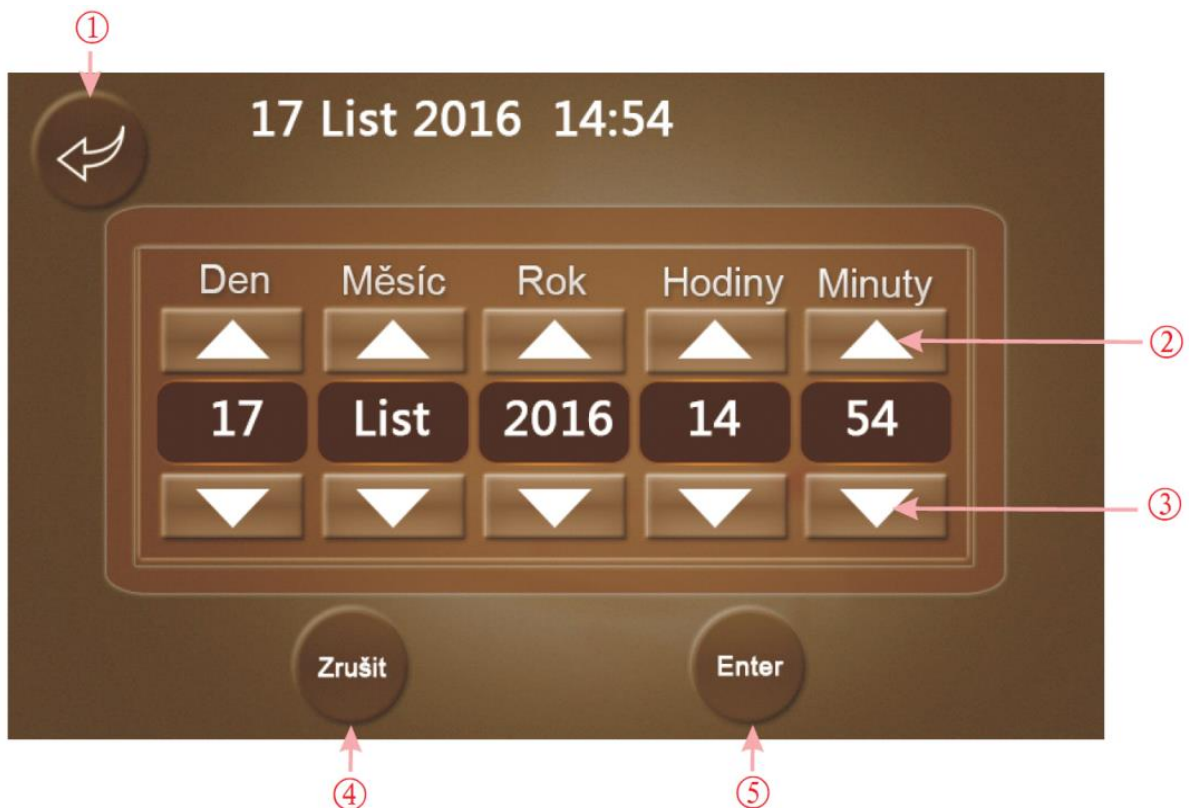 ①
17 List 2016 14:54
Den Měsíc Rok Hodiny Minuty
②
17 List 2016 14 54
③
Zrušit Enter
④ ⑤